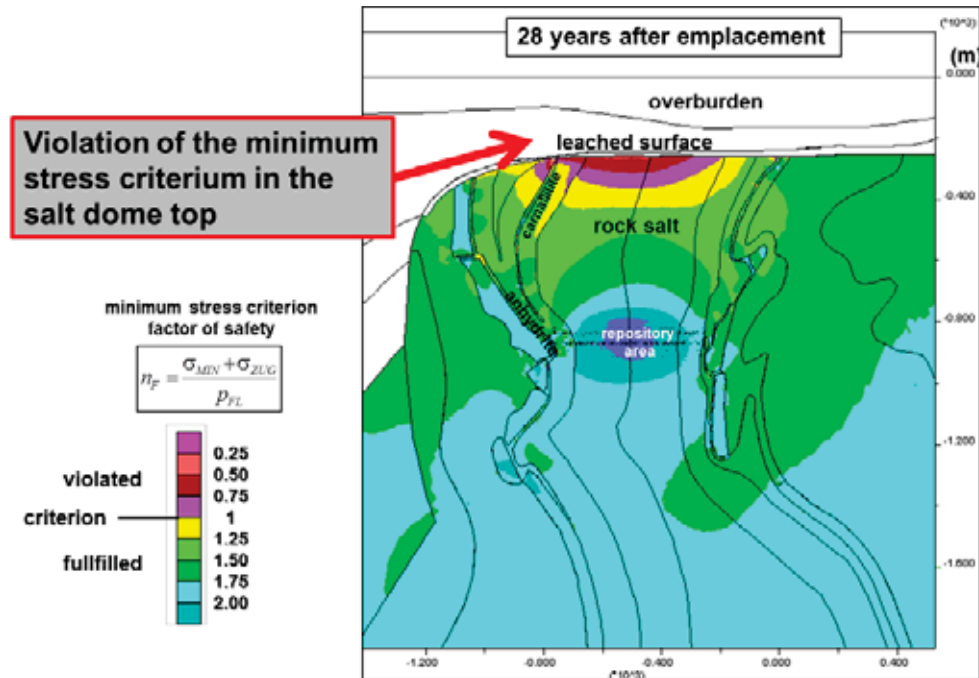 (*10^3)
28 years after emplacement
(m)
0.000
overburden
Violation of the minimum
stress criterium in the
salt dome top
leached surface
carnallite
-0.400
rock salt
minimum stress criterion
factor of safety
anhydrite
-0.800
repository
area
n_F = (σ_MIN + σ_ZUG) / p_FL
0.25
violated
0.50
0.75
criterion
1
1.25
fullfilled
1.50
1.75
2.00
-1.200
-1.600
-1.200
-0.800
-0.400
0.000
0.400
(*10^3)